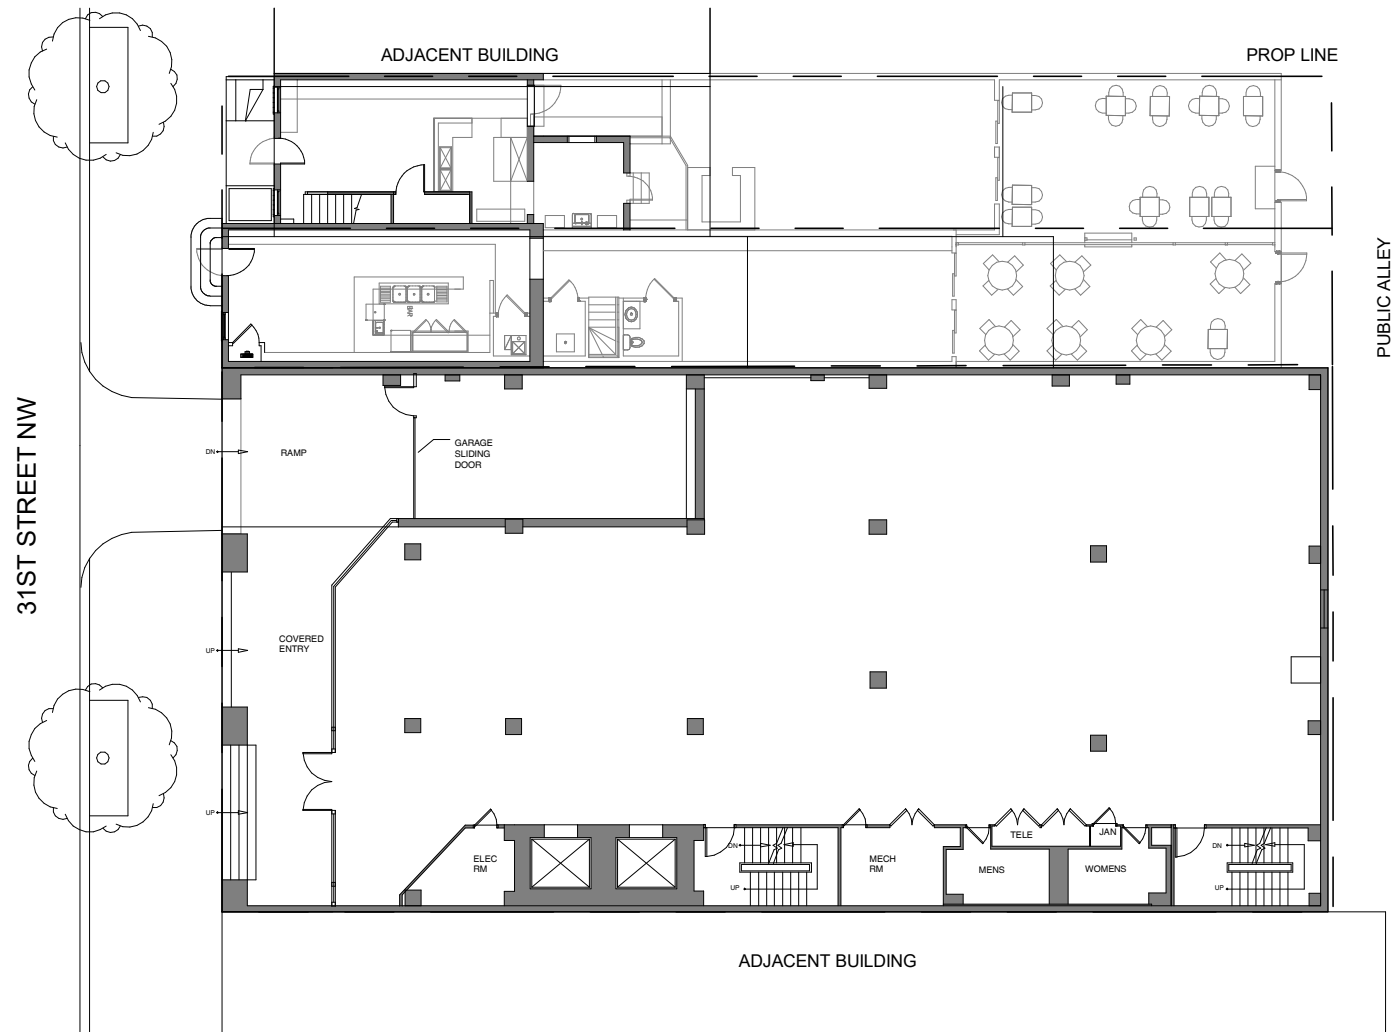 ADJACENT BUILDING
PROP LINE
PUBLIC ALLEY
BAR
31ST STREET NW
DN
RAMP
GARAGE
SLIDING
DOOR
UP
COVERED
ENTRY
UP
ELEC
RM
DN
UP
MECH
RM
MENS
TELE
JAN
WOMENS
DN
UP
ADJACENT BUILDING